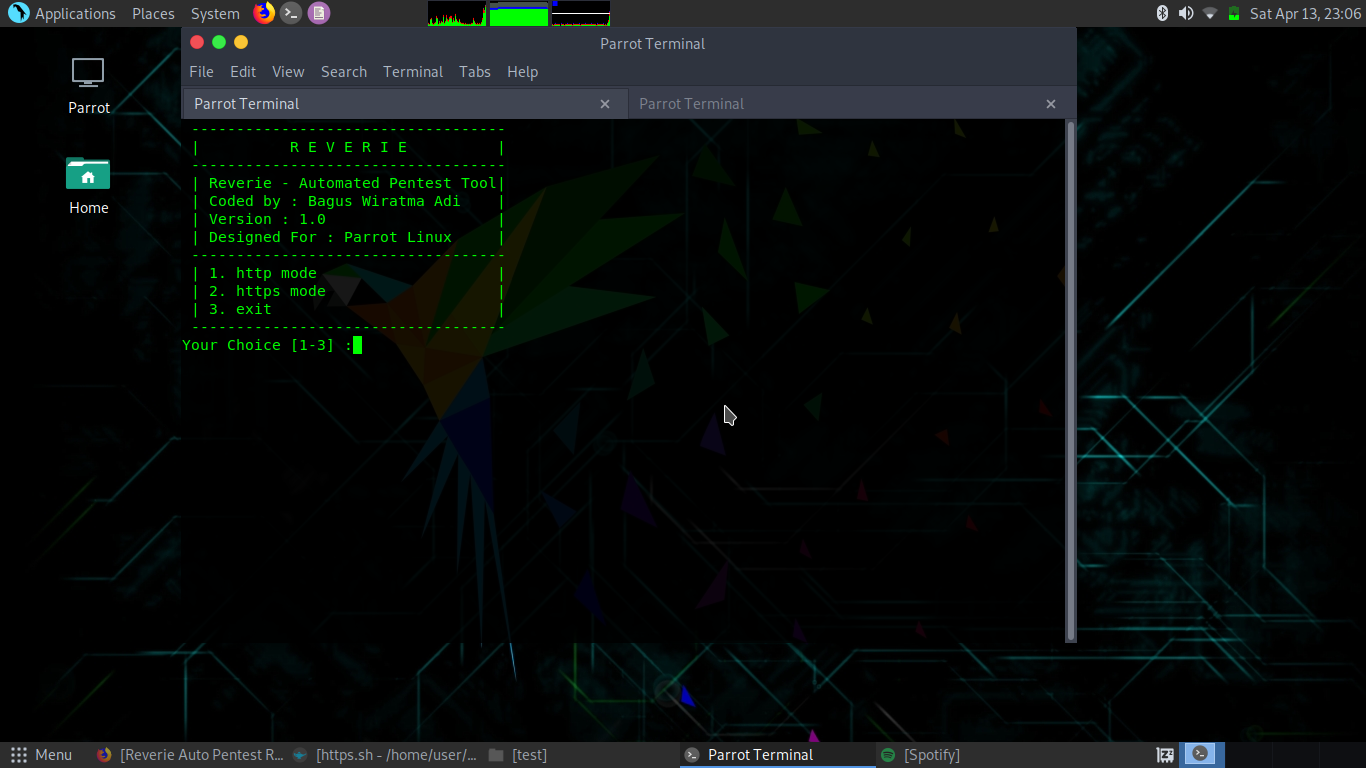 Applications Places System Sat Apr 13, 23:06
Parrot Terminal
File Edit View Search Terminal Tabs Help
Parrot Terminal Parrot Terminal
Parrot
Home
----------------------------------
| R E V E R I E |
----------------------------------
| Reverie - Automated Pentest Tool|
| Coded by : Bagus Wiratma Adi |
| Version : 1.0 |
| Designed For : Parrot Linux |
----------------------------------
| 1. http mode |
| 2. https mode |
| 3. exit |
----------------------------------
Your Choice [1-3] :
Menu [Reverie Auto Pentest R... [https.sh - /home/user/... [test] Parrot Terminal [Spotify]